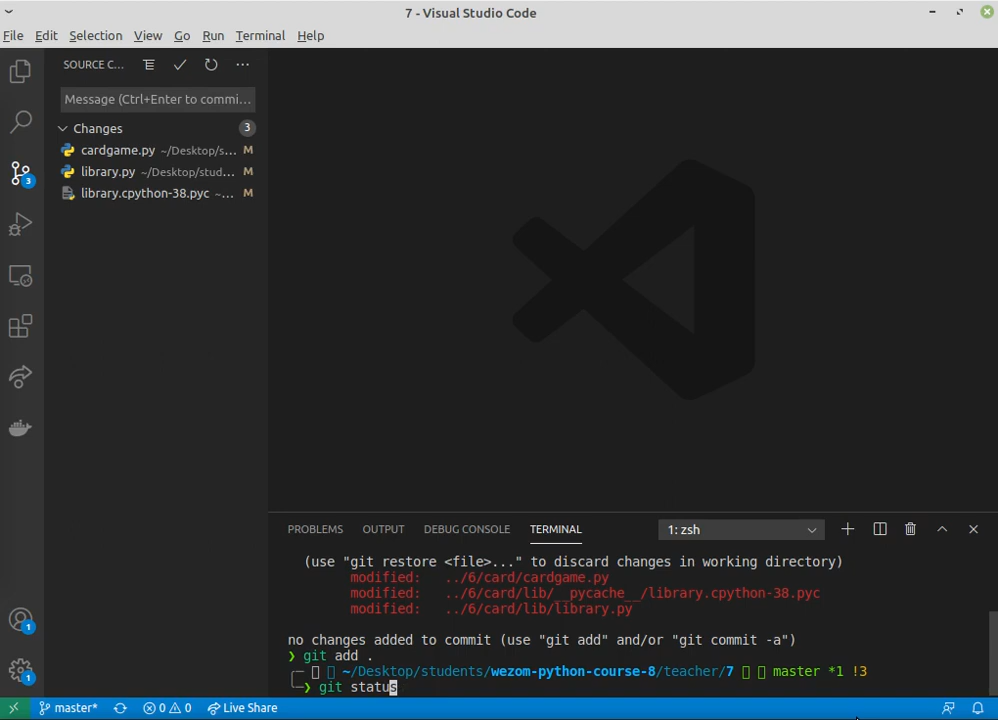 7 - Visual Studio Code
File Edit Selection View Go Run Terminal Help
SOURCE C... ...
Message (Ctrl+Enter to commi...
Changes 3
cardgame.py ~/Desktop/s... M
library.py ~/Desktop/stud... M
library.cpython-38.pyc ~... M
3
PROBLEMS OUTPUT DEBUG CONSOLE TERMINAL 1: zsh
(use "git restore <file>..." to discard changes in working directory)
modified: ../6/card/cardgame.py
modified: ../6/card/lib/__pycache__/library.cpython-38.pyc
modified: ../6/card/lib/library.py
no changes added to commit (use "git add" and/or "git commit -a")
❯ git add .
~/Desktop/students/wezom-python-course-8/teacher/7 master *1 !3
❯ git status
1
1
master* 0 0 Live Share